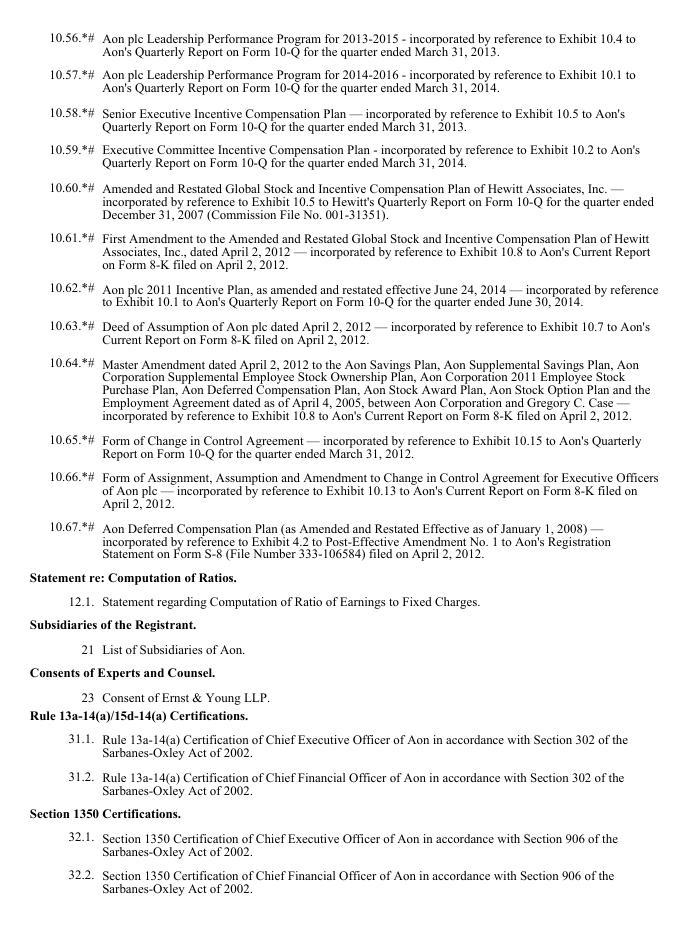 10.56.*# Aon plc Leadership Performance Program for 2013-2015 - incorporated by reference to Exhibit 10.4 to
Aon's Quarterly Report on Form 10-Q for the quarter ended March 31, 2013.
10.57.*# Aon plc Leadership Performance Program for 2014-2016 - incorporated by reference to Exhibit 10.1 to
Aon's Quarterly Report on Form 10-Q for the quarter ended March 31, 2014.
10.58.*# Senior Executive Incentive Compensation Plan — incorporated by reference to Exhibit 10.5 to Aon's
Quarterly Report on Form 10-Q for the quarter ended March 31, 2013.
10.59.*# Executive Committee Incentive Compensation Plan - incorporated by reference to Exhibit 10.2 to Aon's
Quarterly Report on Form 10-Q for the quarter ended March 31, 2014.
10.60.*# Amended and Restated Global Stock and Incentive Compensation Plan of Hewitt Associates, Inc. —
incorporated by reference to Exhibit 10.5 to Hewitt's Quarterly Report on Form 10-Q for the quarter ended
December 31, 2007 (Commission File No. 001-31351).
10.61.*# First Amendment to the Amended and Restated Global Stock and Incentive Compensation Plan of Hewitt
Associates, Inc., dated April 2, 2012 — incorporated by reference to Exhibit 10.8 to Aon's Current Report
on Form 8-K filed on April 2, 2012.
10.62.*# Aon plc 2011 Incentive Plan, as amended and restated effective June 24, 2014 — incorporated by reference
to Exhibit 10.1 to Aon's Quarterly Report on Form 10-Q for the quarter ended June 30, 2014.
10.63.*# Deed of Assumption of Aon plc dated April 2, 2012 — incorporated by reference to Exhibit 10.7 to Aon's
Current Report on Form 8-K filed on April 2, 2012.
10.64.*# Master Amendment dated April 2, 2012 to the Aon Savings Plan, Aon Supplemental Savings Plan, Aon
Corporation Supplemental Employee Stock Ownership Plan, Aon Corporation 2011 Employee Stock
Purchase Plan, Aon Deferred Compensation Plan, Aon Stock Award Plan, Aon Stock Option Plan and the
Employment Agreement dated as of April 4, 2005, between Aon Corporation and Gregory C. Case —
incorporated by reference to Exhibit 10.8 to Aon's Current Report on Form 8-K filed on April 2, 2012.
10.65.*# Form of Change in Control Agreement — incorporated by reference to Exhibit 10.15 to Aon's Quarterly
Report on Form 10-Q for the quarter ended March 31, 2012.
10.66.*# Form of Assignment, Assumption and Amendment to Change in Control Agreement for Executive Officers
of Aon plc — incorporated by reference to Exhibit 10.13 to Aon's Current Report on Form 8-K filed on
April 2, 2012.
10.67.*# Aon Deferred Compensation Plan (as Amended and Restated Effective as of January 1, 2008) —
incorporated by reference to Exhibit 4.2 to Post-Effective Amendment No. 1 to Aon's Registration
Statement on Form S-8 (File Number 333-106584) filed on April 2, 2012.
Statement re: Computation of Ratios.
12.1. Statement regarding Computation of Ratio of Earnings to Fixed Charges.
Subsidiaries of the Registrant.
21 List of Subsidiaries of Aon.
Consents of Experts and Counsel.
23 Consent of Ernst & Young LLP.
Rule 13a-14(a)/15d-14(a) Certifications.
31.1. Rule 13a-14(a) Certification of Chief Executive Officer of Aon in accordance with Section 302 of the
Sarbanes-Oxley Act of 2002.
31.2. Rule 13a-14(a) Certification of Chief Financial Officer of Aon in accordance with Section 302 of the
Sarbanes-Oxley Act of 2002.
Section 1350 Certifications.
32.1. Section 1350 Certification of Chief Executive Officer of Aon in accordance with Section 906 of the
Sarbanes-Oxley Act of 2002.
32.2. Section 1350 Certification of Chief Financial Officer of Aon in accordance with Section 906 of the
Sarbanes-Oxley Act of 2002.